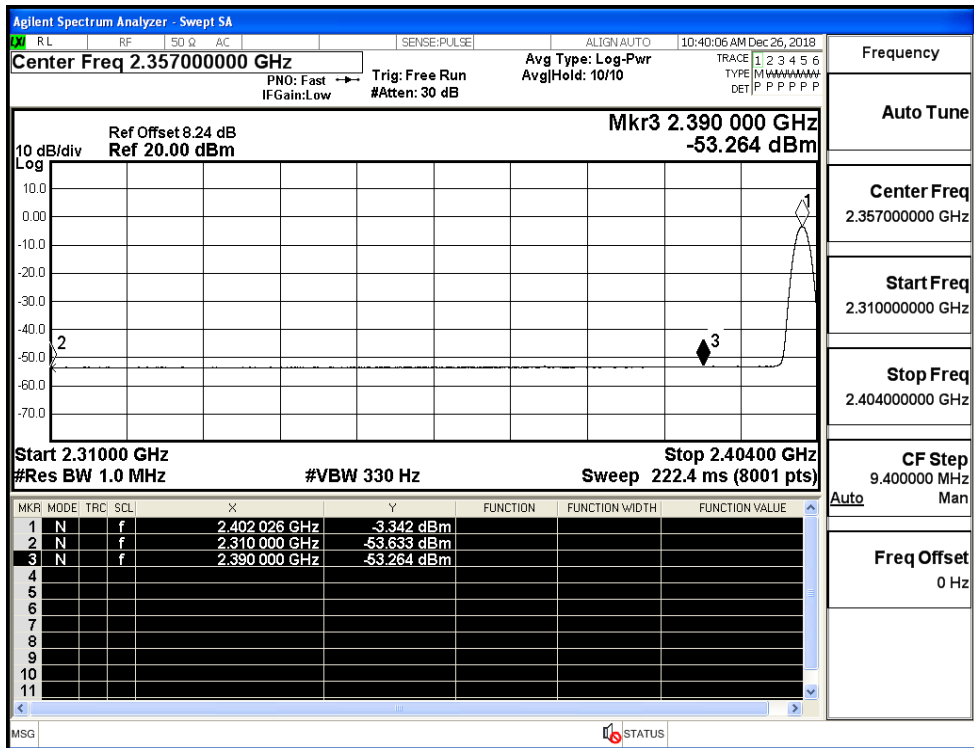 Agilent Spectrum Analyzer - Swept SA
LXI RL RF 50 Ω AC SENSE:PULSE ALIGN AUTO 10:40:06 AM Dec 26, 2018
Center Freq 2.357000000 GHz
PNO: Fast
IFGain:Low
Trig: Free Run
#Atten: 30 dB
Avg Type: Log-Pwr
Avg|Hold: 10/10
TRACE 1 2 3 4 5 6
TYPE M WWWWW
DET P P P P P P
Ref Offset 8.24 dB
10 dB/div Ref 20.00 dBm
Log
Mkr3 2.390 000 GHz
-53.264 dBm
10.0
0.00
-10.0
-20.0
-30.0
-40.0
-50.0
-60.0
-70.0
1
2
3
Start 2.31000 GHz Stop 2.40400 GHz
#Res BW 1.0 MHz #VBW 330 Hz Sweep 222.4 ms (8001 pts)
MKR MODE TRC SCL X Y FUNCTION FUNCTION WIDTH FUNCTION VALUE
1 N f 2.402 026 GHz -3.342 dBm
2 N f 2.310 000 GHz -53.633 dBm
3 N f 2.390 000 GHz -53.264 dBm
4
5
6
7
8
9
10
11
MSG STATUS
Frequency
Auto Tune
Center Freq
2.357000000 GHz
Start Freq
2.310000000 GHz
Stop Freq
2.404000000 GHz
CF Step
9.400000 MHz
Auto Man
Freq Offset
0 Hz